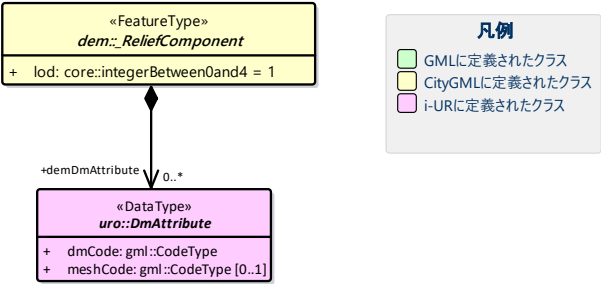 «FeatureType»
dem::_ReliefComponent
+ lod: core::integerBetween0and4 = 1
凡例
GMLに定義されたクラス
CityGMLに定義されたクラス
i-URに定義されたクラス
+demDmAttribute
0..*
«DataType»
uro::DmAttribute
+ dmCode: gml::CodeType
+ meshCode: gml::CodeType [0..1]